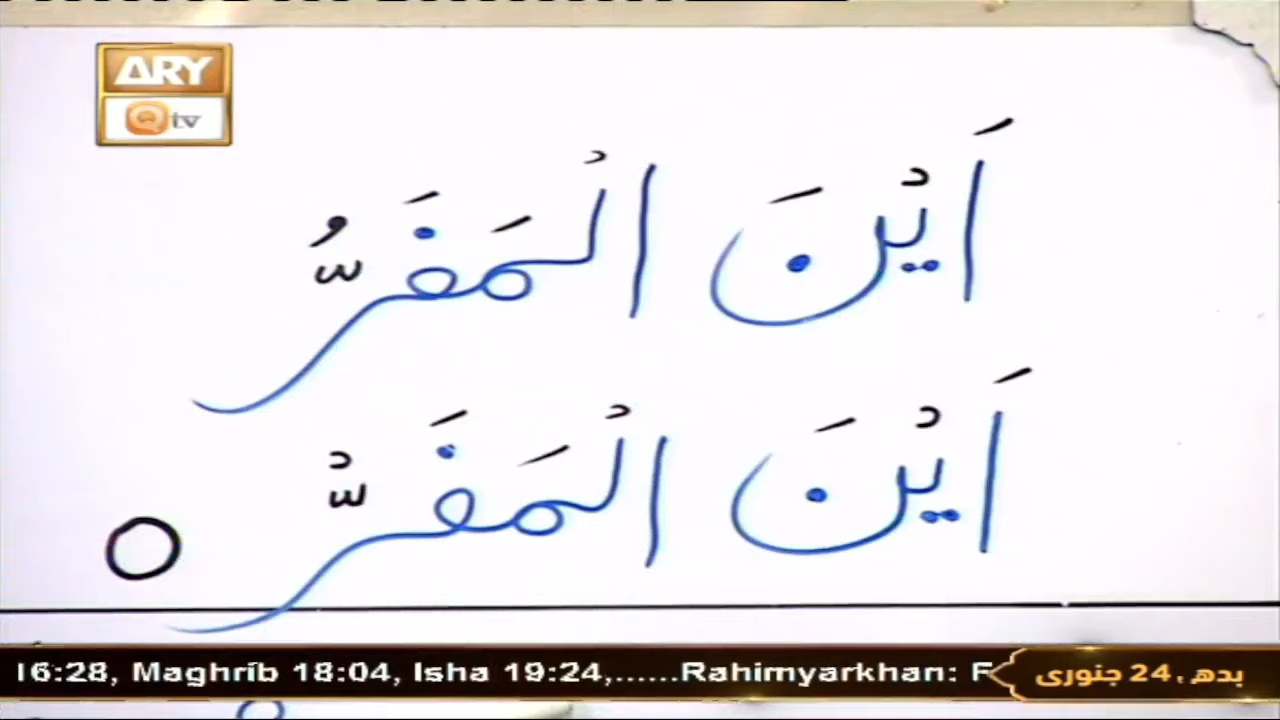 ARY
Qtv
اَيْنَ الْمَفَرُّ
اَيْنَ الْمَفَرّْ ○
16:28, Maghrib 18:04, Isha 19:24,......Rahimyarkhan: F
بدھ، 24 جنوری